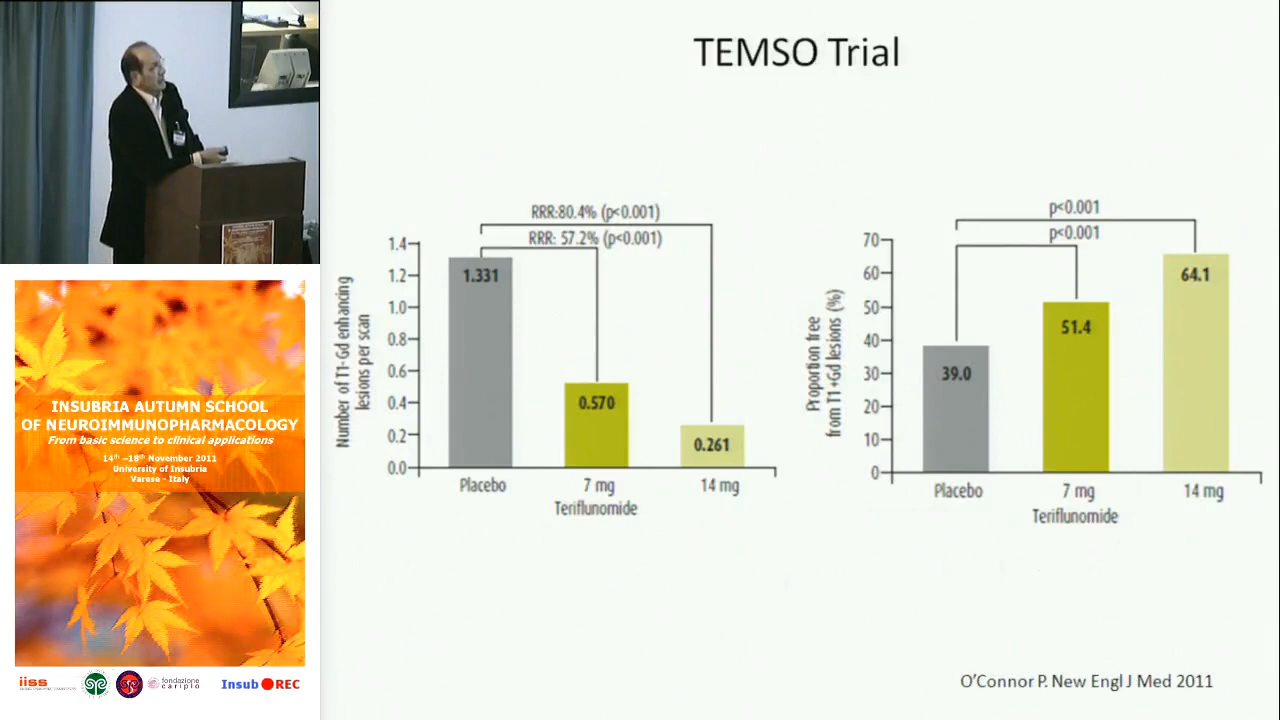 TEMSO Trial
RRR:80.4% (p<0.001)
RRR: 57.2% (p<0.001)
1.4
1.2
1.0
0.8
0.6
0.4
0.2
0.0
Number of T1-Gd enhancing
lesions per scan
1.331
0.570
0.261
Placebo
7 mg
14 mg
Teriflunomide
p<0.001
p<0.001
70
60
50
40
30
20
10
0
Proportion free
from T1+Gd lesions (%)
39.0
51.4
64.1
Placebo
7 mg
14 mg
Teriflunomide
O'Connor P. New Engl J Med 2011
INSUBRIA AUTUMN SCHOOL
OF NEUROIMMUNOPHARMACOLOGY
From basic science to clinical applications
14th –18th November 2011
University of Insubria
Varese - Italy
iiss
fondazione
cariplo
Insub REC